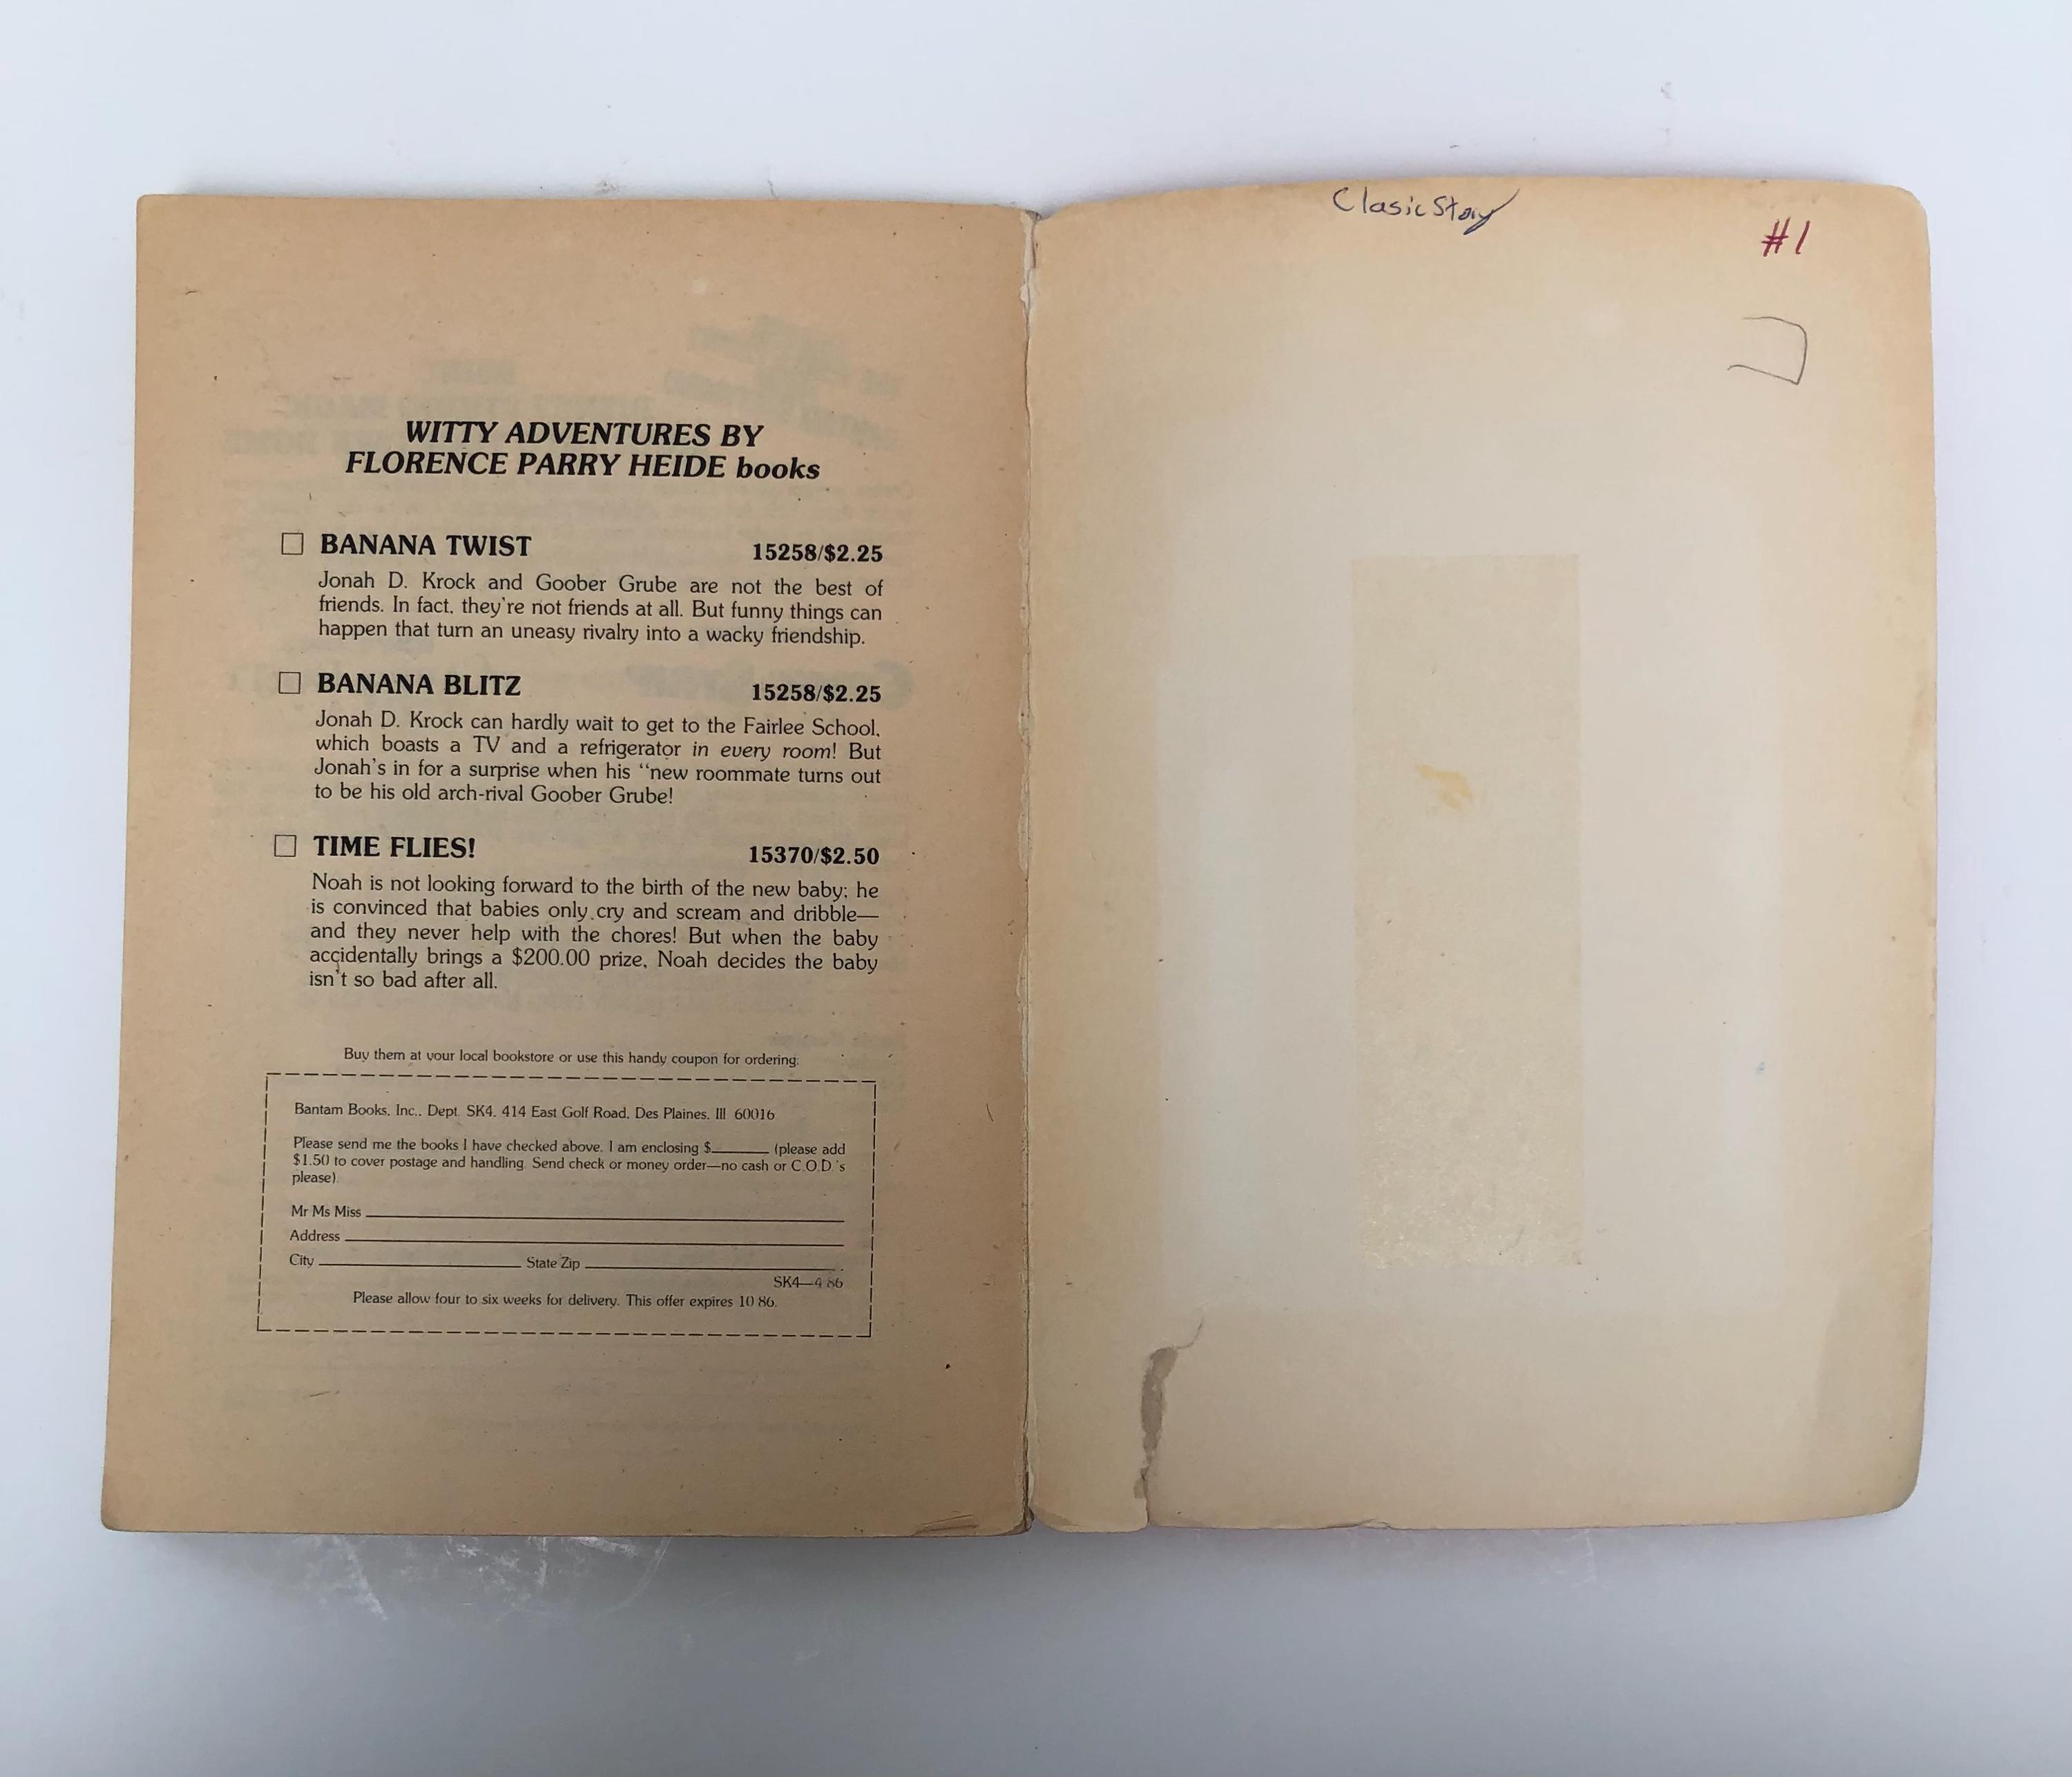 WITTY ADVENTURES BY
FLORENCE PARRY HEIDE books
BANANA TWIST 15258/$2.25
Jonah D. Krock and Goober Grube are not the best of
friends. In fact, they're not friends at all. But funny things can
happen that turn an uneasy rivalry into a wacky friendship.
BANANA BLITZ 15258/$2.25
Jonah D. Krock can hardly wait to get to the Fairlee School,
which boasts a TV and a refrigerator in every room! But
Jonah's in for a surprise when his “new roommate turns out
to be his old arch-rival Goober Grube!
TIME FLIES! 15370/$2.50
Noah is not looking forward to the birth of the new baby; he
is convinced that babies only cry and scream and dribble—
and they never help with the chores! But when the baby
accidentally brings a $200.00 prize, Noah decides the baby
isn't so bad after all.
Buy them at your local bookstore or use this handy coupon for ordering:
Bantam Books, Inc., Dept. SK4, 414 East Golf Road, Des Plaines, Ill 60016
Please send me the books I have checked above. I am enclosing $______ (please add
$1.50 to cover postage and handling. Send check or money order—no cash or C.O.D.'s
please).
Mr Ms Miss
Address
City State Zip
SK4—4 86
Please allow four to six weeks for delivery. This offer expires 10 86.
Clasic Story
#1